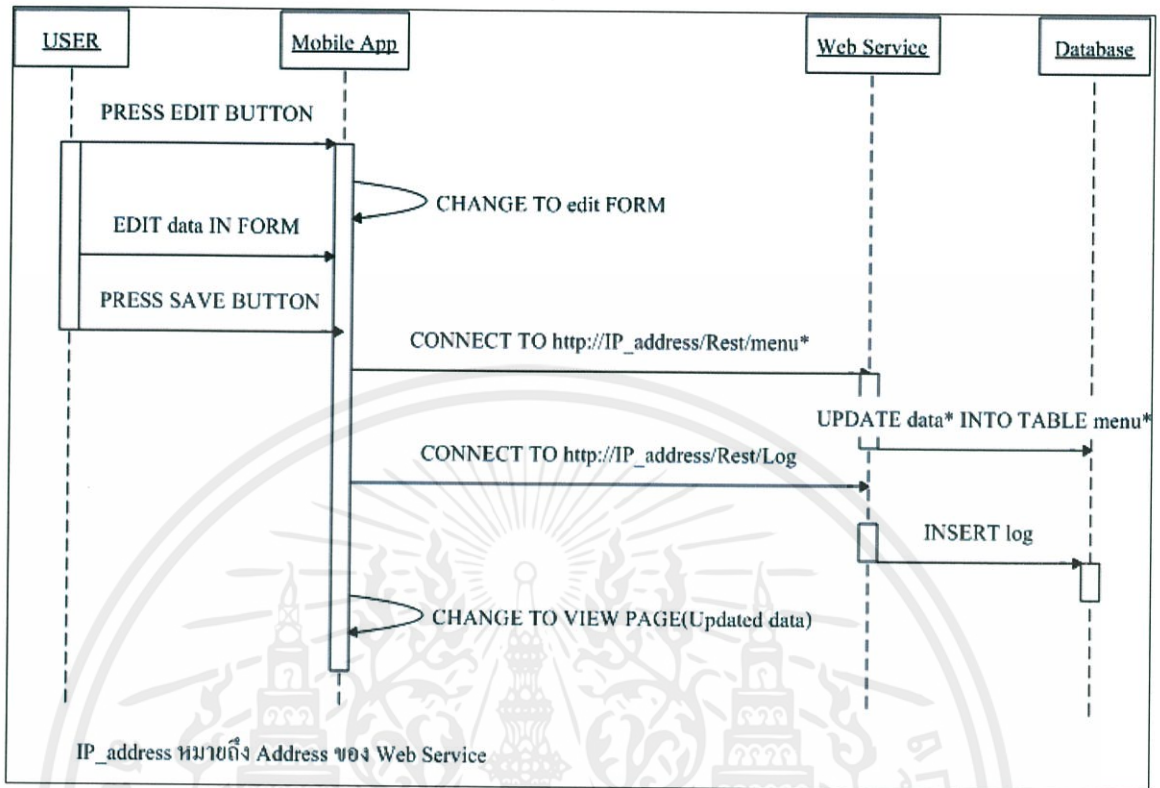 USER
Mobile App
Web Service
Database
PRESS EDIT BUTTON
CHANGE TO edit FORM
EDIT data IN FORM
PRESS SAVE BUTTON
CONNECT TO http://IP_address/Rest/menu*
UPDATE data* INTO TABLE menu*
CONNECT TO http://IP_address/Rest/Log
INSERT log
CHANGE TO VIEW PAGE(Updated data)
IP_address หมายถึง Address ของ Web Service